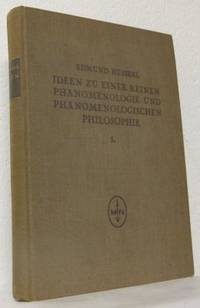 EDMUND HUSSERL
IDEEN ZU EINER REINEN
PHÄNOMENOLOGIE UND
PHÄNOMENOLOGISCHEN
PHILOSOPHIE
I.